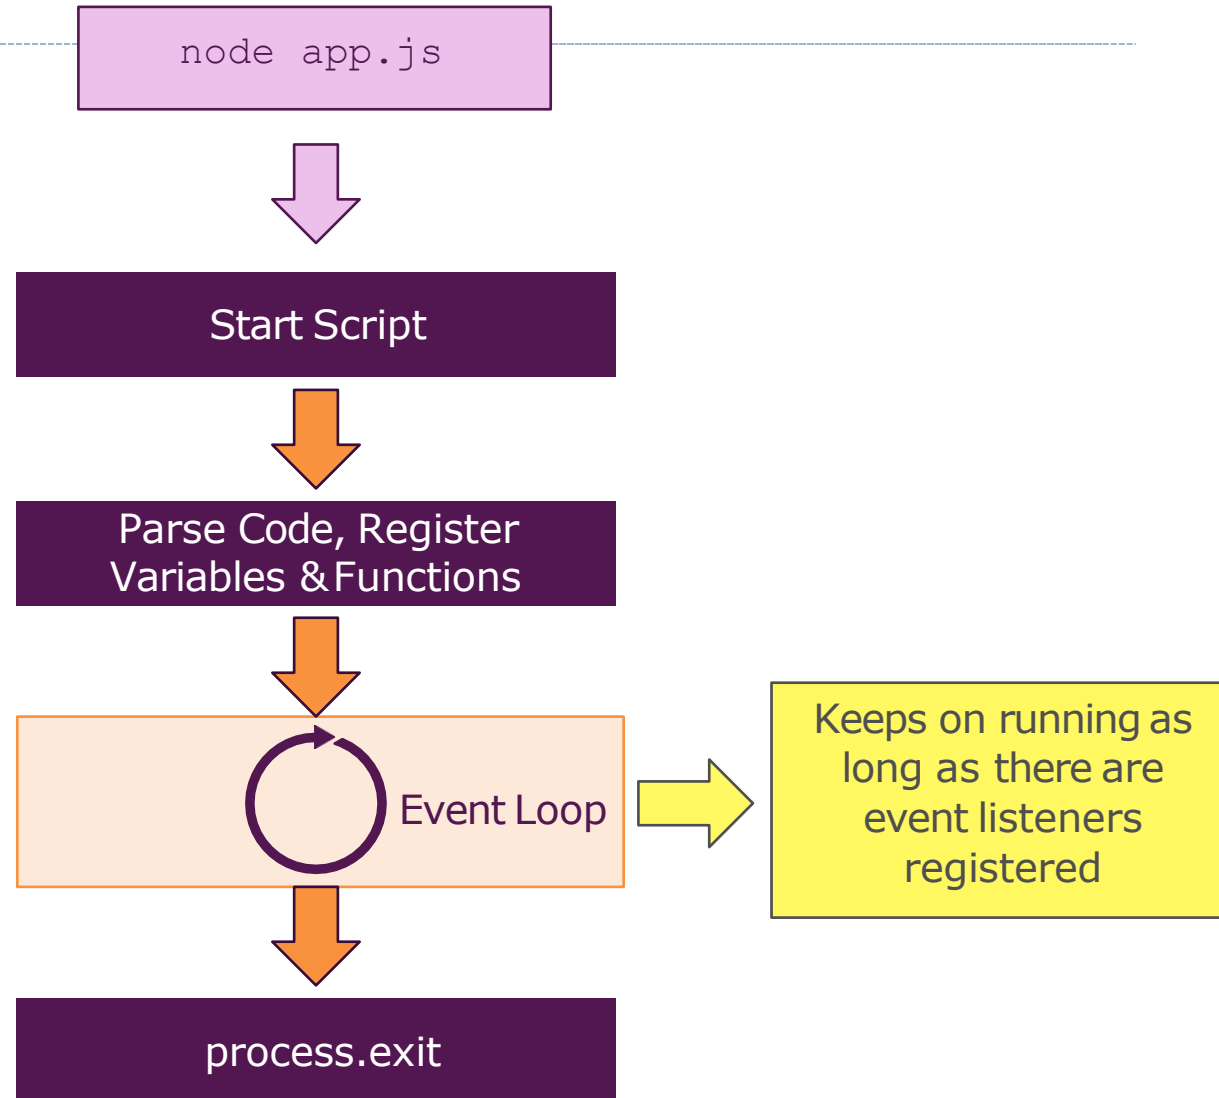 node app.js
Start Script
Parse Code, Register
Variables & Functions
Event Loop
Keeps on running as
long as there are
event listeners
registered
process.exit